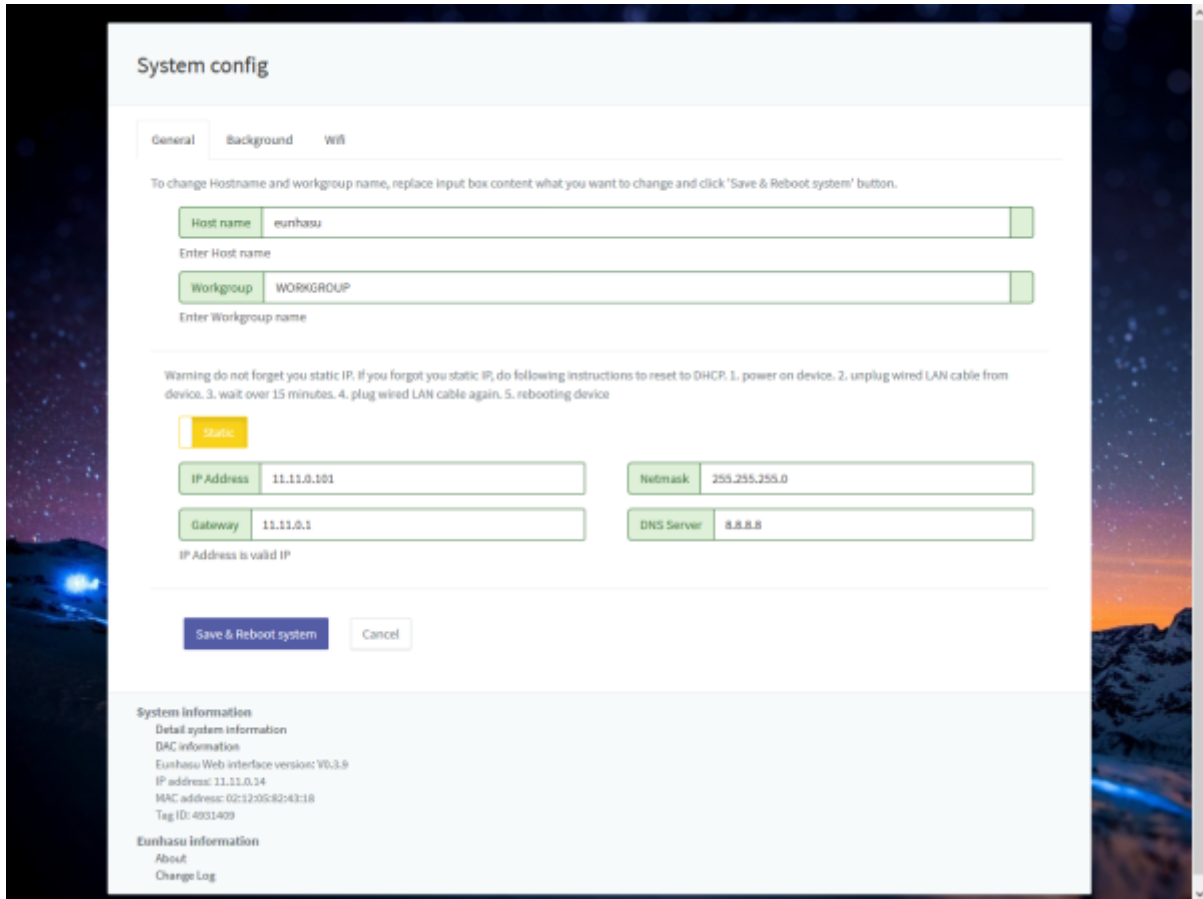 System config
General Background Wifi
To change Hostname and workgroup name, replace input box content what you want to change and click 'Save & Reboot system' button.
Host name eunhasu
Enter Host name
Workgroup WORKGROUP
Enter Workgroup name
Warning do not forget you static IP. If you forgot you static IP, do following instructions to reset to DHCP. 1. power on device. 2. unplug wired LAN cable from
device. 3. wait over 15 minutes. 4. plug wired LAN cable again. 5. rebooting device
Static
IP Address 11.11.0.101 Netmask 255.255.255.0
Gateway 11.11.0.1 DNS Server 8.8.8.8
IP Address is valid IP
Save & Reboot system Cancel
System information
Detail system information
DAC information
Eunhasu Web interface version: V0.3.9
IP address: 11.11.0.14
MAC address: 02:12:05:82:43:18
Tag ID: 4931409
Eunhasu information
About
Change Log